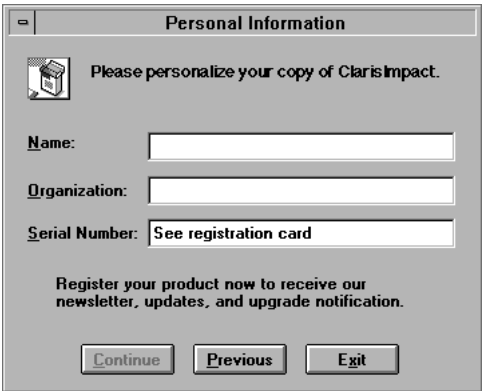 Personal Information
Please personalize your copy of ClarisImpact.
Name:
Organization:
Serial Number: See registration card
Register your product now to receive our
newsletter, updates, and upgrade notification.
Continue Previous Exit